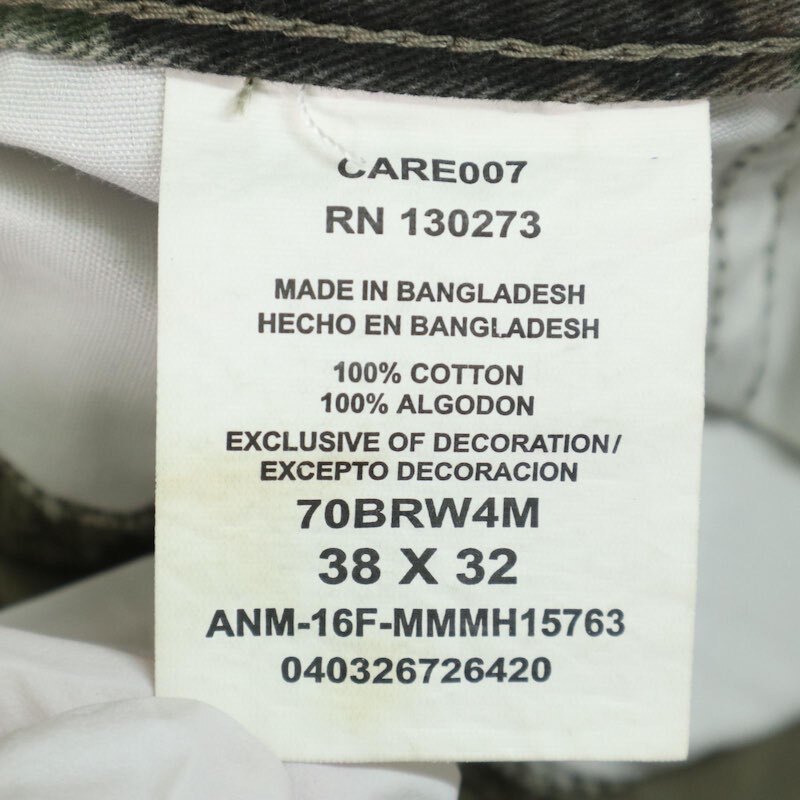 CARE007
RN 130273
MADE IN BANGLADESH
HECHO EN BANGLADESH
100% COTTON
100% ALGODON
EXCLUSIVE OF DECORATION/
EXCEPTO DECORACION
70BRW4M
38 X 32
ANM-16F-MMMH15763
040326726420